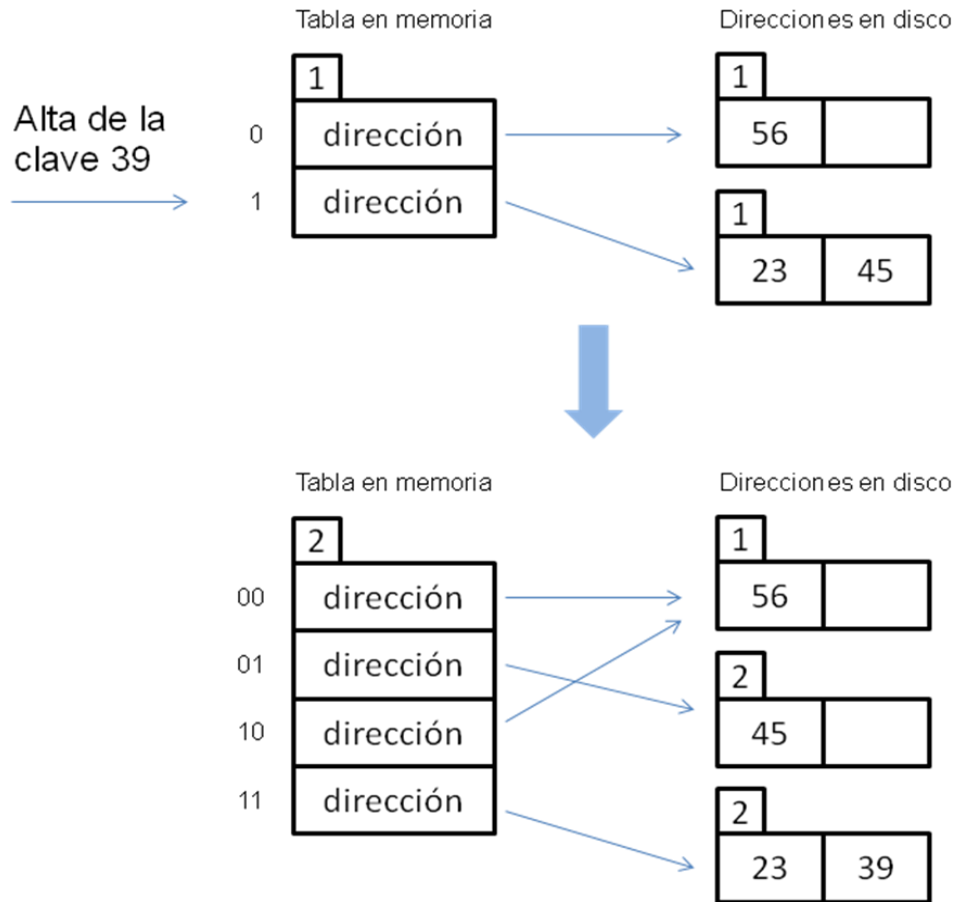 Tabla en memoria
Direcciones en disco
1
1
Alta de la
clave 39
0
dirección
56
1
dirección
1
23
45
Tabla en memoria
Direcciones en disco
2
1
00
dirección
56
01
dirección
2
10
dirección
45
11
dirección
2
23
39